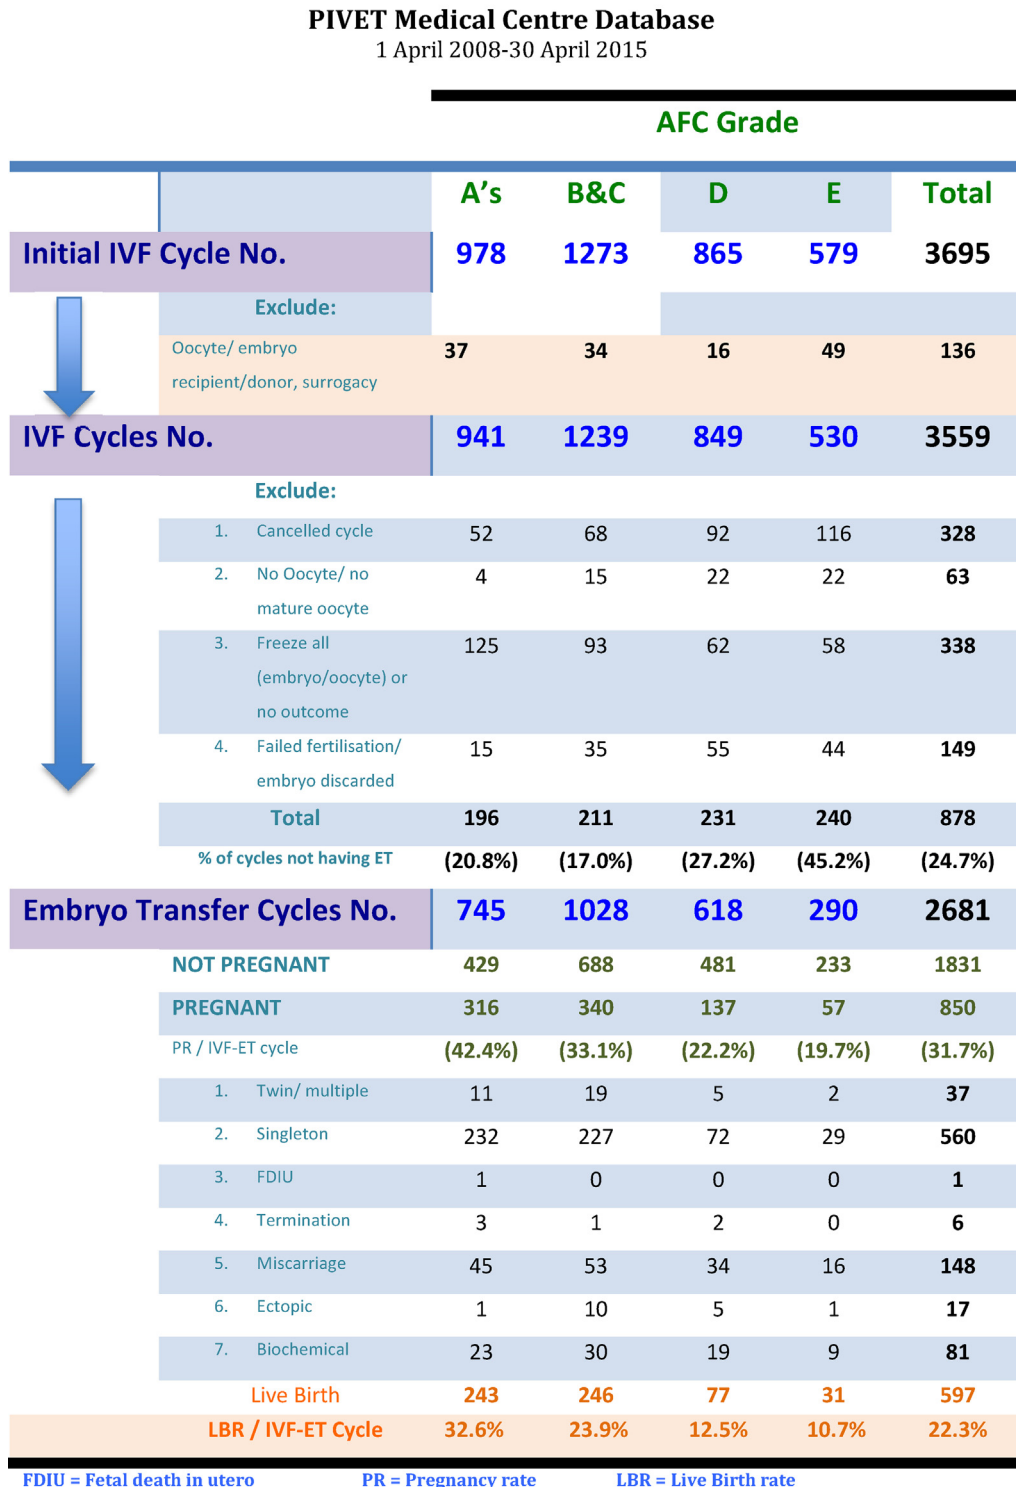 PIVET Medical Centre Database
1 April 2008-30 April 2015
AFC Grade
A's B&C D E Total
Initial IVF Cycle No. 978 1273 865 579 3695
Exclude:
Oocyte/ embryo 37 34 16 49 136
recipient/donor, surrogacy
IVF Cycles No. 941 1239 849 530 3559
Exclude:
1. Cancelled cycle 52 68 92 116 328
2. No Oocyte/ no 4 15 22 22 63
mature oocyte
3. Freeze all 125 93 62 58 338
(embryo/oocyte) or
no outcome
4. Failed fertilisation/ 15 35 55 44 149
embryo discarded
Total 196 211 231 240 878
% of cycles not having ET (20.8%) (17.0%) (27.2%) (45.2%) (24.7%)
Embryo Transfer Cycles No. 745 1028 618 290 2681
NOT PREGNANT 429 688 481 233 1831
PREGNANT 316 340 137 57 850
PR / IVF-ET cycle (42.4%) (33.1%) (22.2%) (19.7%) (31.7%)
1. Twin/ multiple 11 19 5 2 37
2. Singleton 232 227 72 29 560
3. FDIU 1 0 0 0 1
4. Termination 3 1 2 0 6
5. Miscarriage 45 53 34 16 148
6. Ectopic 1 10 5 1 17
7. Biochemical 23 30 19 9 81
Live Birth 243 246 77 31 597
LBR / IVF-ET Cycle 32.6% 23.9% 12.5% 10.7% 22.3%
FDIU = Fetal death in utero PR = Pregnancy rate LBR = Live Birth rate